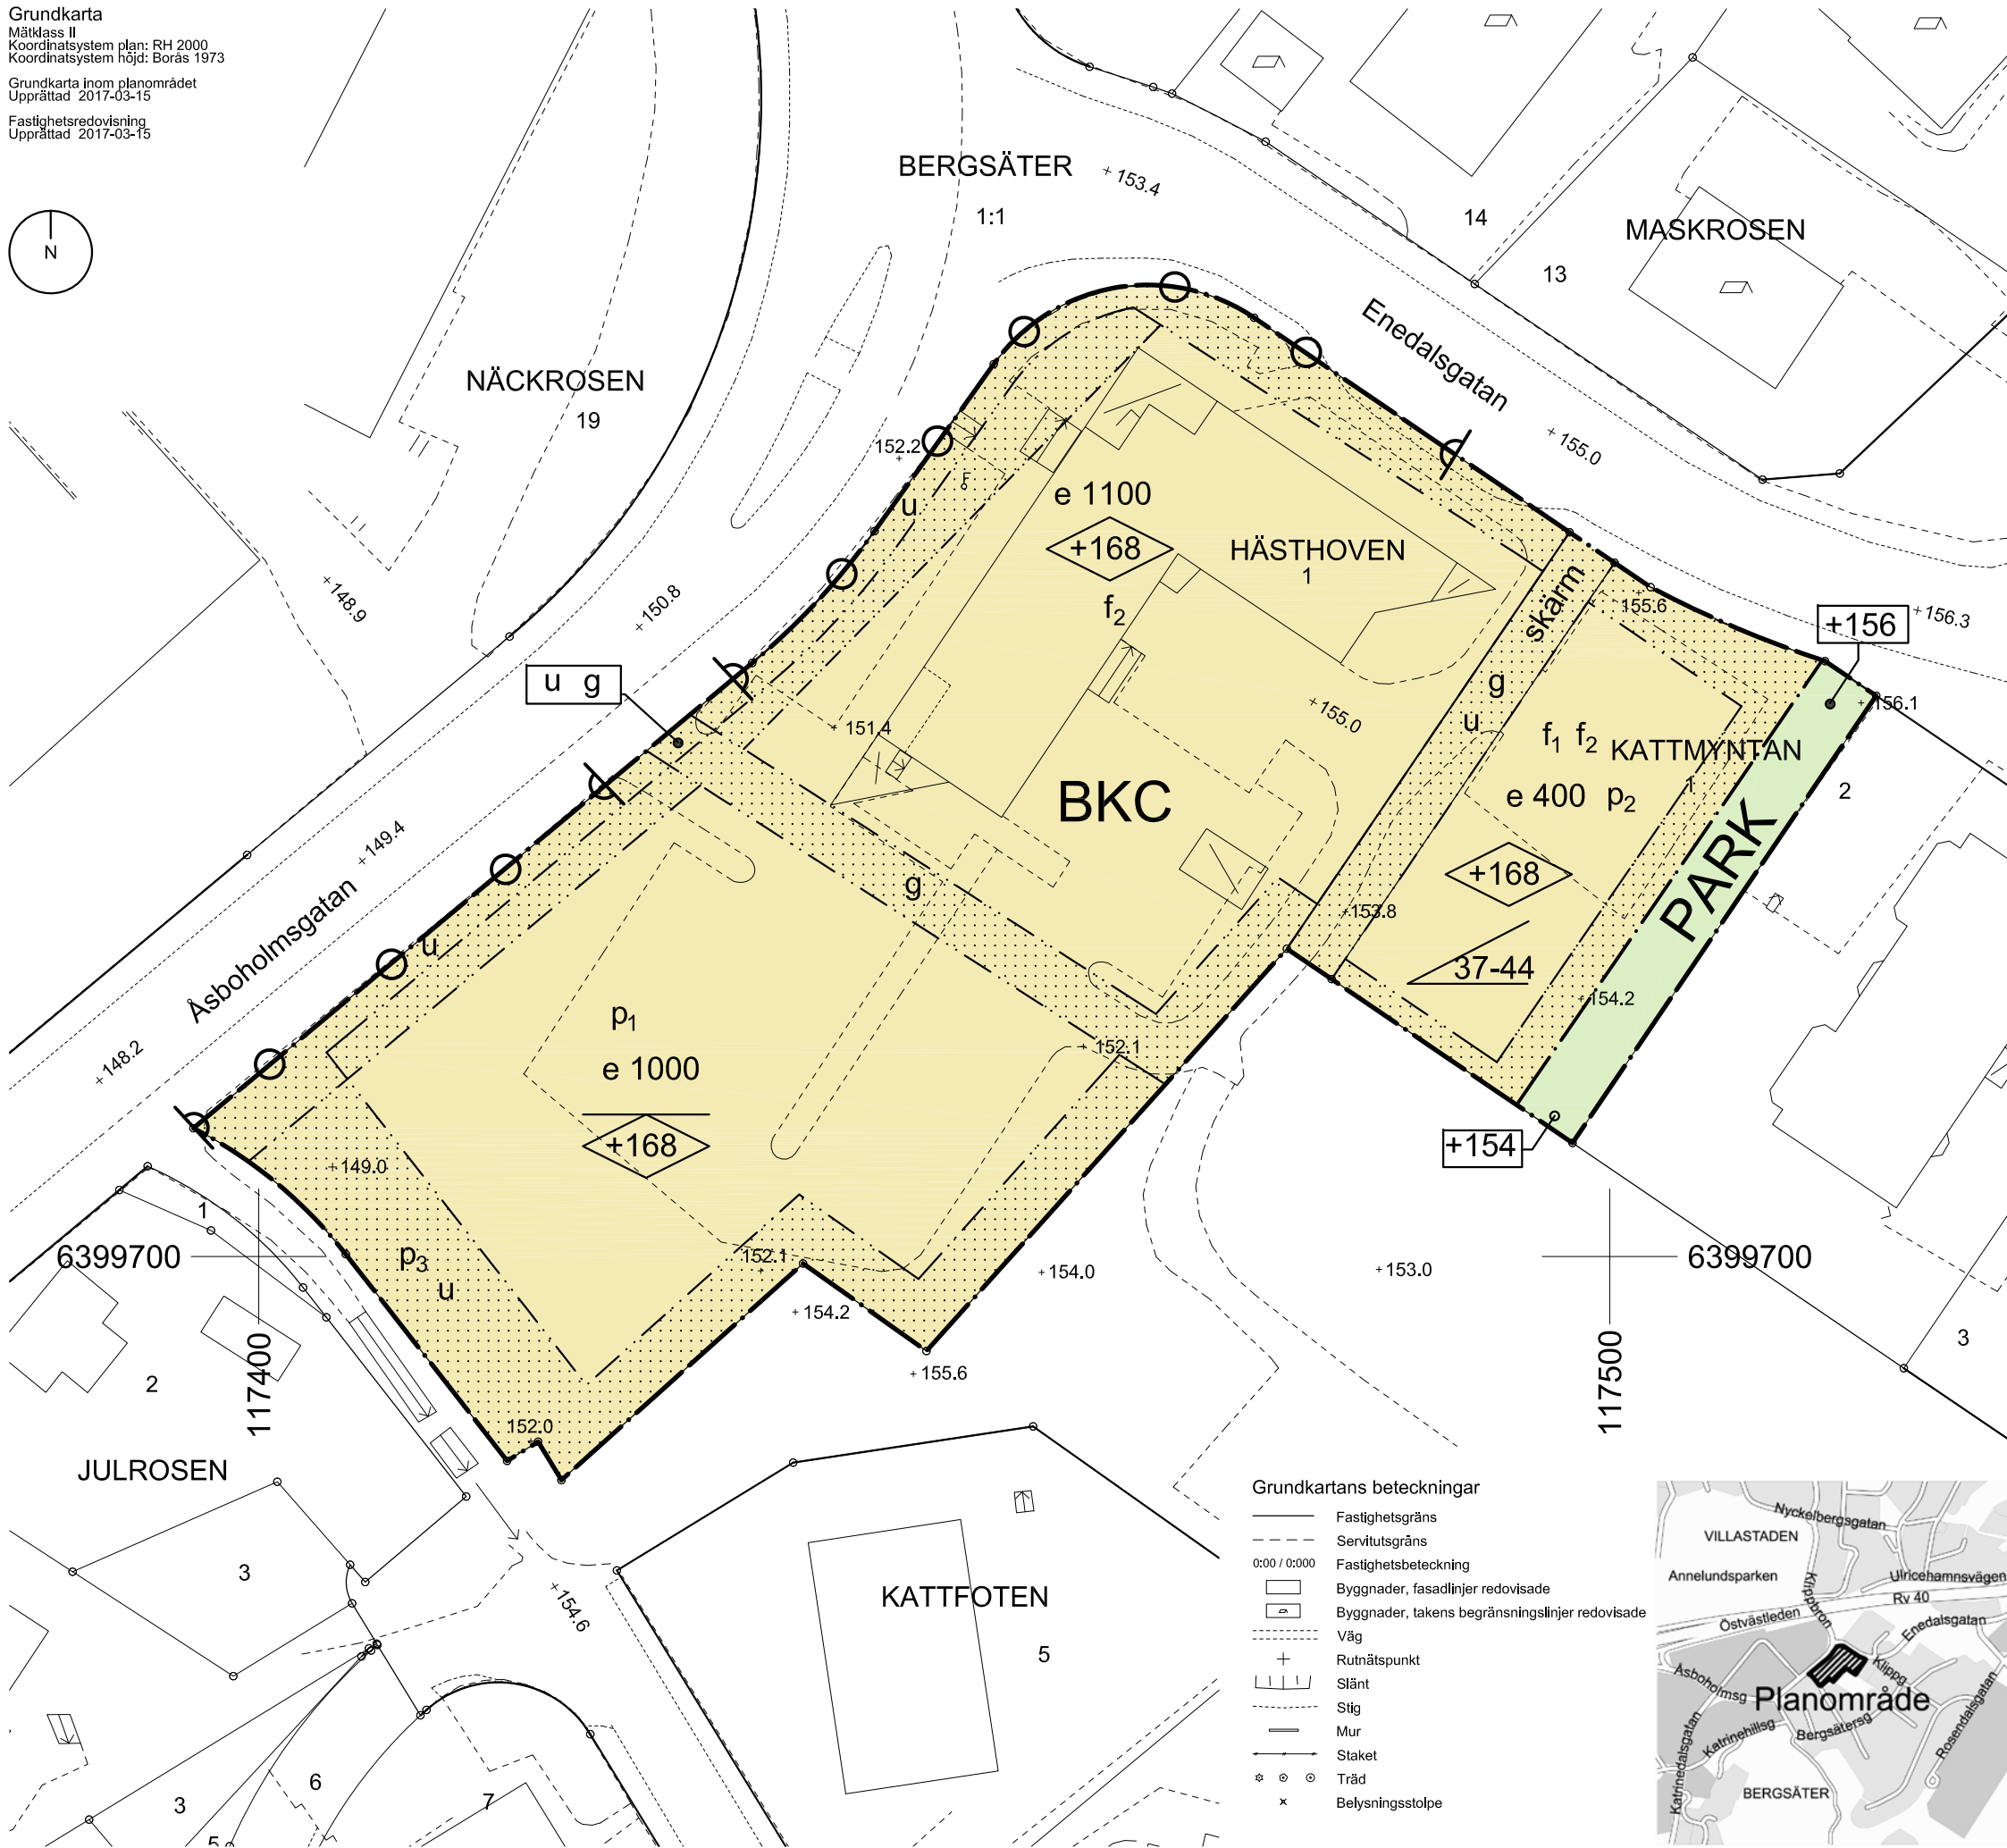 Grundkarta
Mätklass II
Koordinatsystem plan: RH 2000
Koordinatsystem höjd: Borås 1973
Grundkarta inom planområdet
Upprättad 2017-03-15
Fastighetsredovisning
Upprättad 2017-03-15
N
BERGSÄTER
1:1
+ 153.4
14
MASKROSEN
13
NÄCKROSEN
19
Enedalsgatan
+ 155.0
152.2
+
F
u
e 1100
+168
f2
HÄSTHOVEN
1
skärm
155.6
+148.9
+150.8
+156
+156.3
u g
g
u
+ 156.1
+ 151.4
+155.0
f1 f2
KATTMYNTAN
1
e 400 p2
2
BKC
+168
PARK
+149.4
Åsboholmsgatan
g
+153.8
u
37-44
+154.2
p1
e 1000
+168
+148.2
+ 152.1
+154
+149.0
1
6399700
p3
u
152.1
+
+154.0
+153.0
6399700
+ 154.2
117400
117500
3
+ 155.6
2
152.0
JULROSEN
3
+154.6
KATTFOTEN
5
6
3
7
5
Grundkartans beteckningar
Fastighetsgräns
Servitutsgräns
0:00 / 0:000 Fastighetsbeteckning
Byggnader, fasadlinjer redovisade
Byggnader, takens begränsningslinjer redovisade
Väg
Rutnätspunkt
Slänt
Stig
Mur
Staket
Träd
Belysningsstolpe
Nyckelbergsgatan
VILLASTADEN
Annelundsparken
Klippbron
Ulricehamnsvägen
Rv 40
Östvästleden
Enedalsgatan
Klippg
Åsboholmsg
Planområde
Katrinehillsg
Bergsätersg
Rosendalsgatan
Katrinedalsgatan
BERGSÄTER